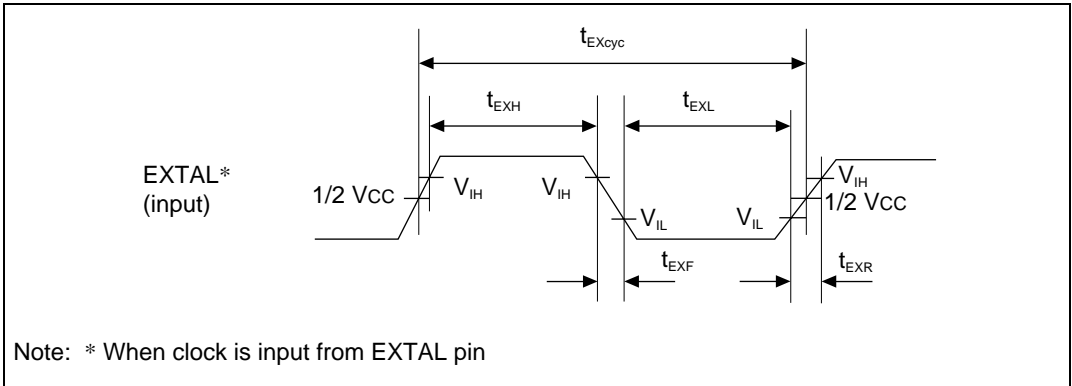 tEXcyc
tEXH tEXL
EXTAL*
(input)
1/2 VCC VIH VIH VIL VIL VIH
1/2 VCC
tEXF tEXR
Note: * When clock is input from EXTAL pin